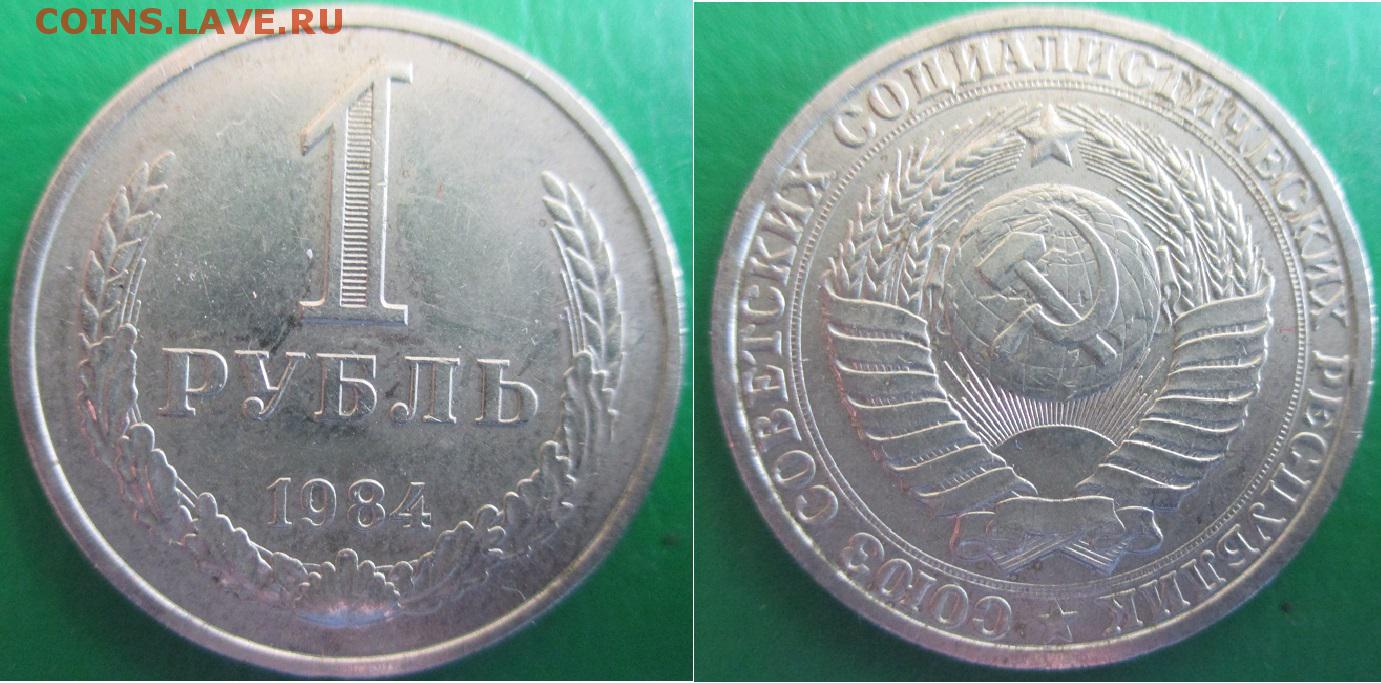 COINS.LAVE.RU
1
РУБЛЬ
1984
СОЮЗ СОВЕТСКИХ СОЦИАЛИСТИЧЕСКИХ РЕСПУБЛИК